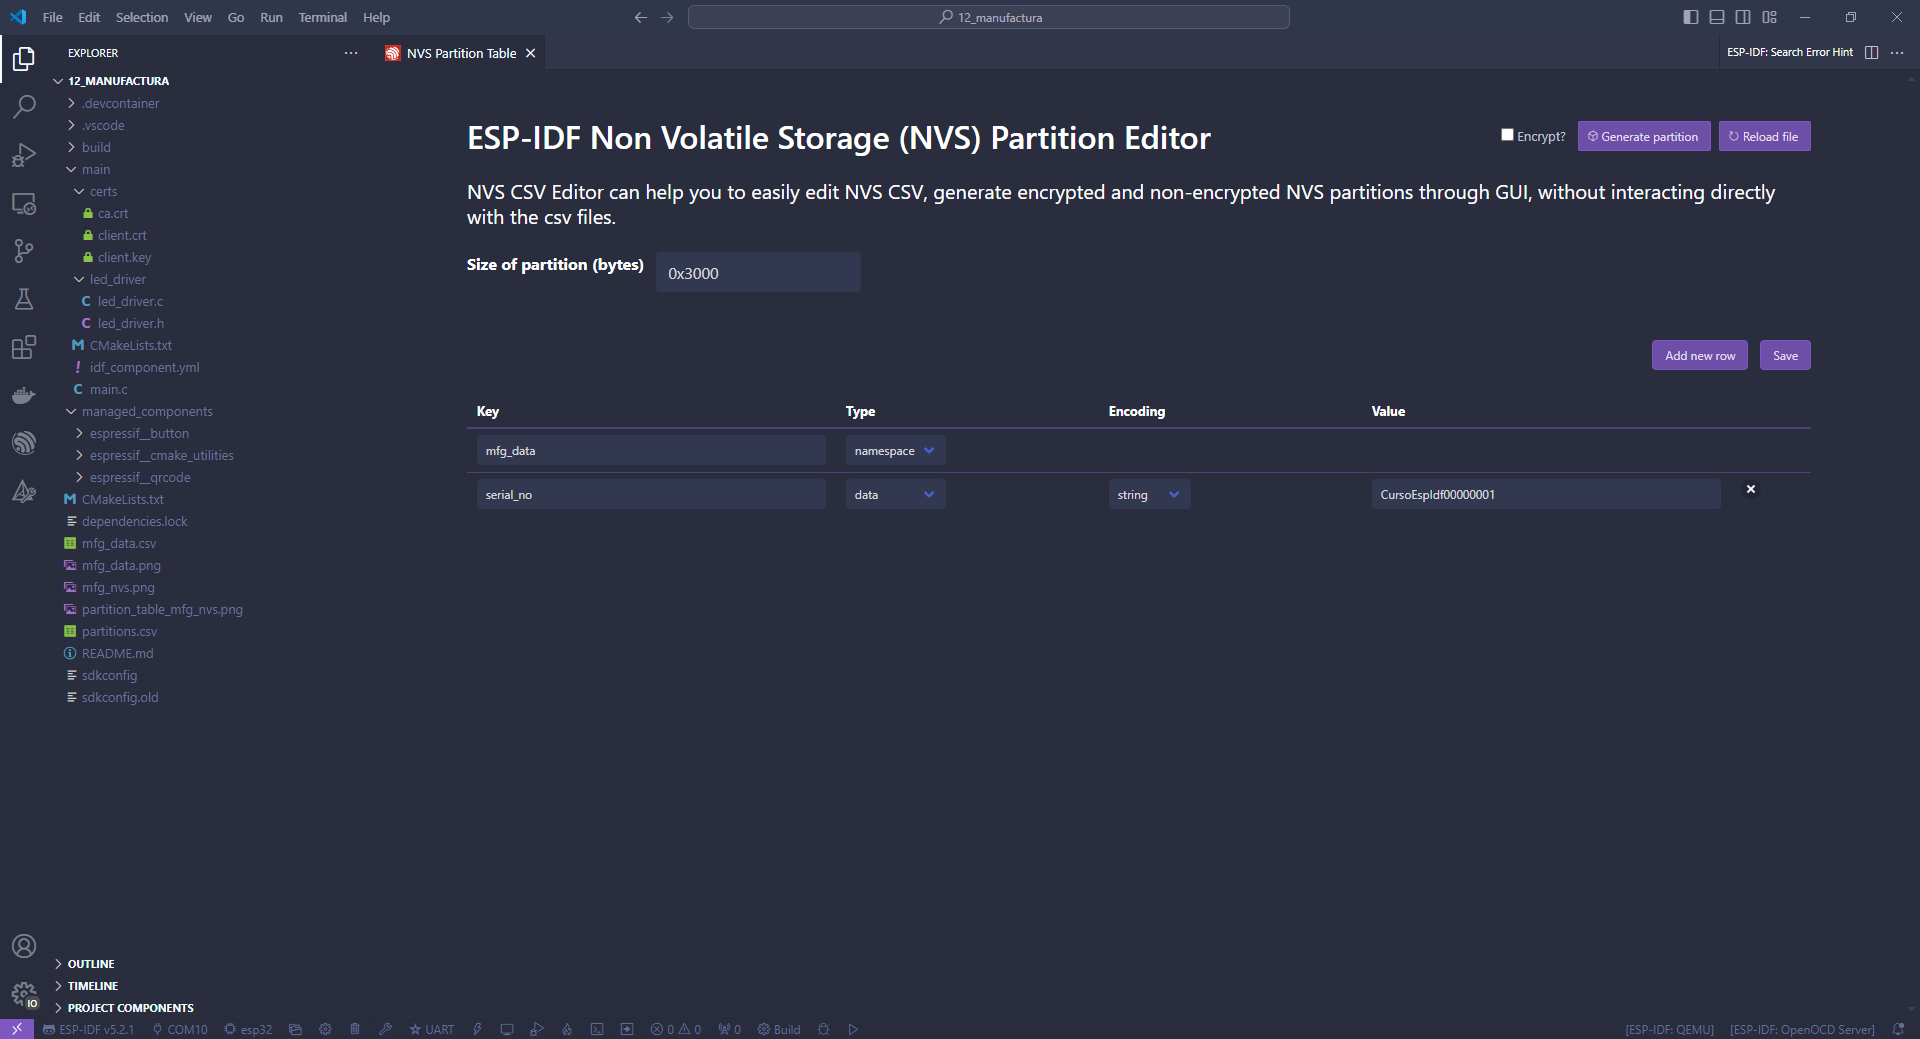 File Edit Selection View Go Run Terminal Help
12_manufactura
EXPLORER
NVS Partition Table
ESP-IDF: Search Error Hint
12_MANUFACTURA
.devcontainer
.vscode
build
main
certs
ca.crt
client.crt
client.key
led_driver
C led_driver.c
C led_driver.h
M CMakeLists.txt
! idf_component.yml
C main.c
managed_components
espressif__button
espressif__cmake_utilities
espressif__qrcode
M CMakeLists.txt
dependencies.lock
mfg_data.csv
mfg_data.png
mfg_nvs.png
partition_table_mfg_nvs.png
partitions.csv
README.md
sdkconfig
sdkconfig.old
OUTLINE
TIMELINE
PROJECT COMPONENTS
ESP-IDF Non Volatile Storage (NVS) Partition Editor
Encrypt? Generate partition Reload file
NVS CSV Editor can help you to easily edit NVS CSV, generate encrypted and non-encrypted NVS partitions through GUI, without interacting directly
with the csv files.
Size of partition (bytes) 0x3000
Add new row Save
Key Type Encoding Value
mfg_data namespace
serial_no data string CursoEspIdf00000001
IO
ESP-IDF v5.2.1 COM10 esp32 UART 0 0 0 Build [ESP-IDF: QEMU] [ESP-IDF: OpenOCD Server]